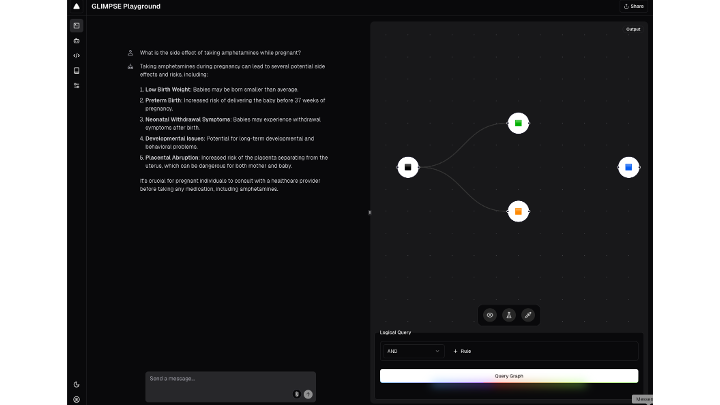 GLIMPSE Playground
Share
What is the side effect of taking amphetamines while pregnant?
Taking amphetamines during pregnancy can lead to several potential side
effects and risks, including:
1. Low Birth Weight: Babies may be born smaller than average.
2. Preterm Birth: Increased risk of delivering the baby before 37 weeks of
pregnancy.
3. Neonatal Withdrawal Symptoms: Babies may experience withdrawal
symptoms after birth.
4. Developmental Issues: Potential for long-term developmental and
behavioral problems.
5. Placental Abruption: Increased risk of the placenta separating from the
uterus, which can be dangerous for both mother and baby.
It's crucial for pregnant individuals to consult with a healthcare provider
before taking any medication, including amphetamines.
Send a message...
Output
Logical Query
AND
+ Rule
Query Graph